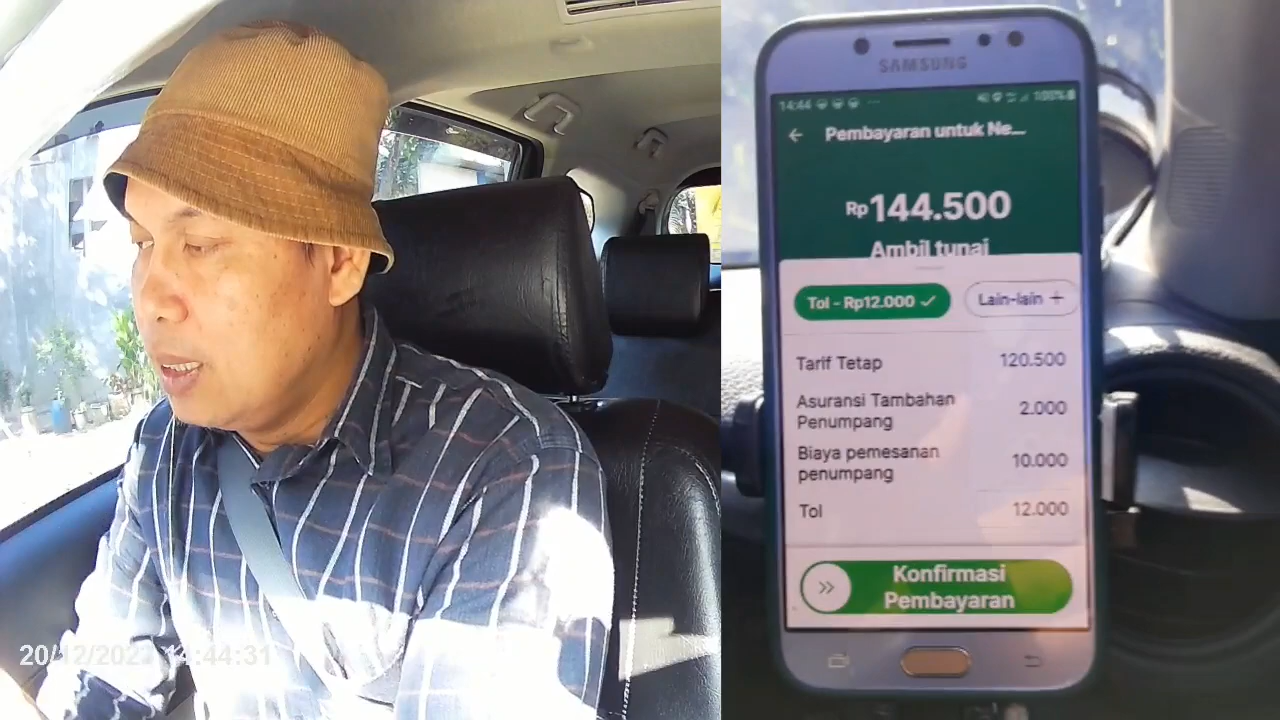 SAMSUNG
14:44
100%
Pembayaran untuk Ne...
Rp144.500
Ambil tunai
Tol - Rp12.000
Lain-lain +
Tarif Tetap 120.500
Asuransi Tambahan
Penumpang 2.000
Biaya pemesanan
penumpang 10.000
Tol 12.000
Konfirmasi
Pembayaran